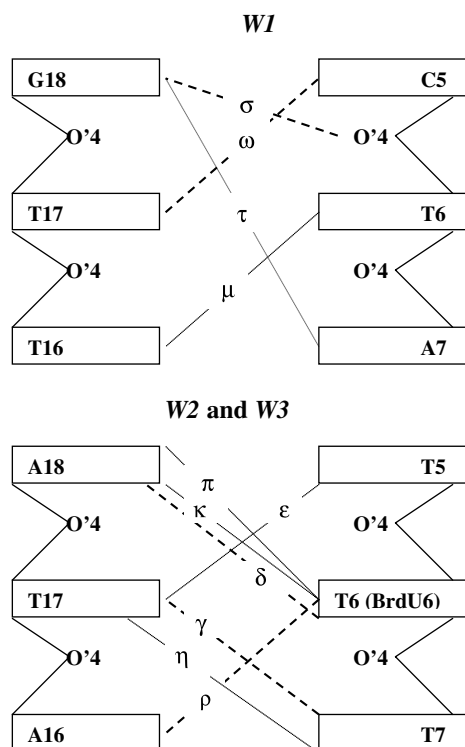 W1
G18 C5
σ
O'4 O'4
ω
T17 T6
τ
O'4 O'4
μ
T16 A7
W2 and W3
A18 T5
π
κ ε
O'4 O'4
δ
T17 T6 (BrdU6)
γ
η
O'4 O'4
ρ
A16 T7